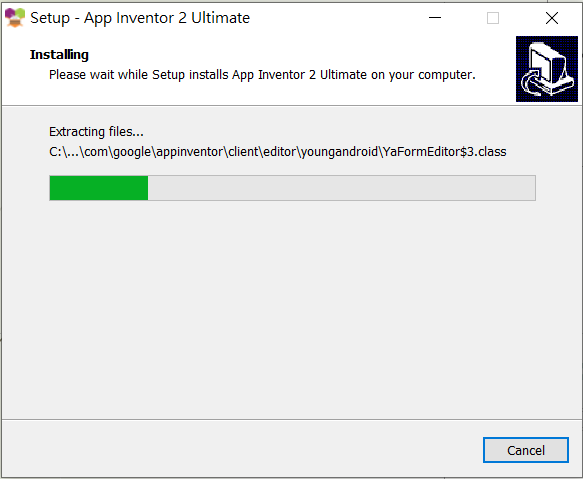 Setup - App Inventor 2 Ultimate
Installing
Please wait while Setup installs App Inventor 2 Ultimate on your computer.
Extracting files...
C:\...\com\google\appinventor\client\editor\youngandroid\YaFormEditor$3.class
Cancel